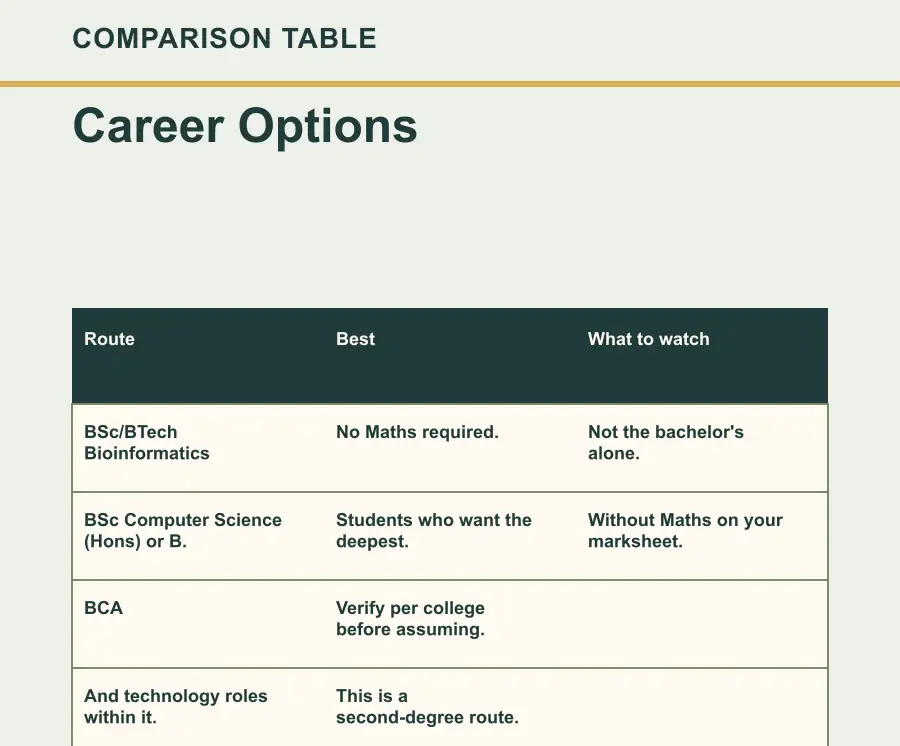 COMPARISON TABLE
Career Options
Route Best What to watch
BSc/BTech No Maths required. Not the bachelor's
Bioinformatics alone.
BSc Computer Science Students who want the Without Maths on your
(Hons) or B. deepest. marksheet.
BCA Verify per college
before assuming.
And technology roles This is a
within it. second-degree route.